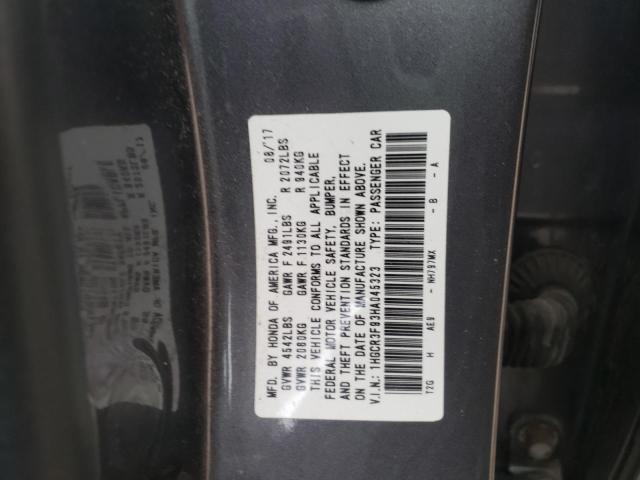 MFD. BY HONDA OF AMERICA MFG., INC. 08/17
GVWR 4542LBS GAWR F 2491LBS R 2072LBS
GVWR 2060KG GAWR F 1130KG R 940KG
THIS VEHICLE CONFORMS TO ALL APPLICABLE
FEDERAL MOTOR VEHICLE SAFETY, BUMPER,
AND THEFT PREVENTION STANDARDS IN EFFECT
ON THE DATE OF MANUFACTURE SHOWN ABOVE.
V.I.N.: 1HGCR3F93HA045323 TYPE: PASSENGER CAR
T2G H AE9 - NH797MX - B - A